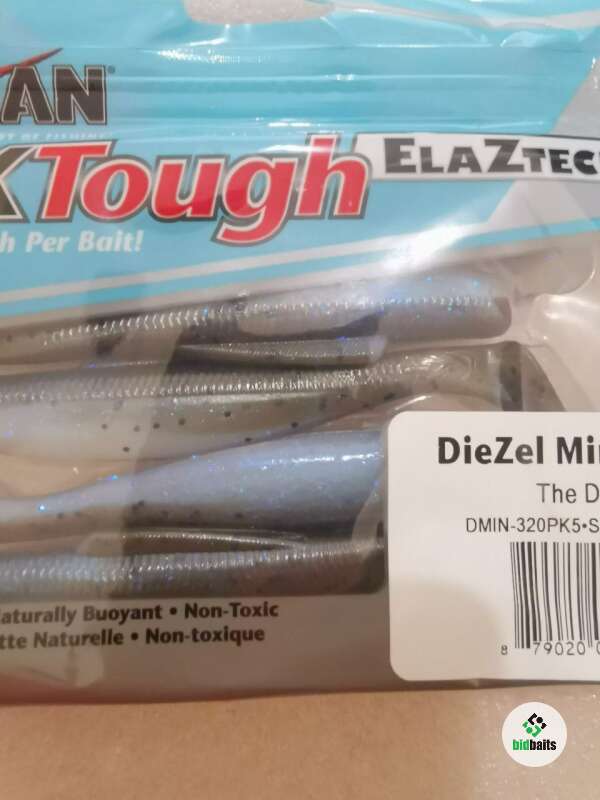 AN®
Tough
ElaZtech
h Per Bait!
DieZel Mi
The D
DMIN-320PK5•S
8 79020 0
aturally Buoyant • Non-Toxic
tte Naturelle • Non-toxique
bidbaits